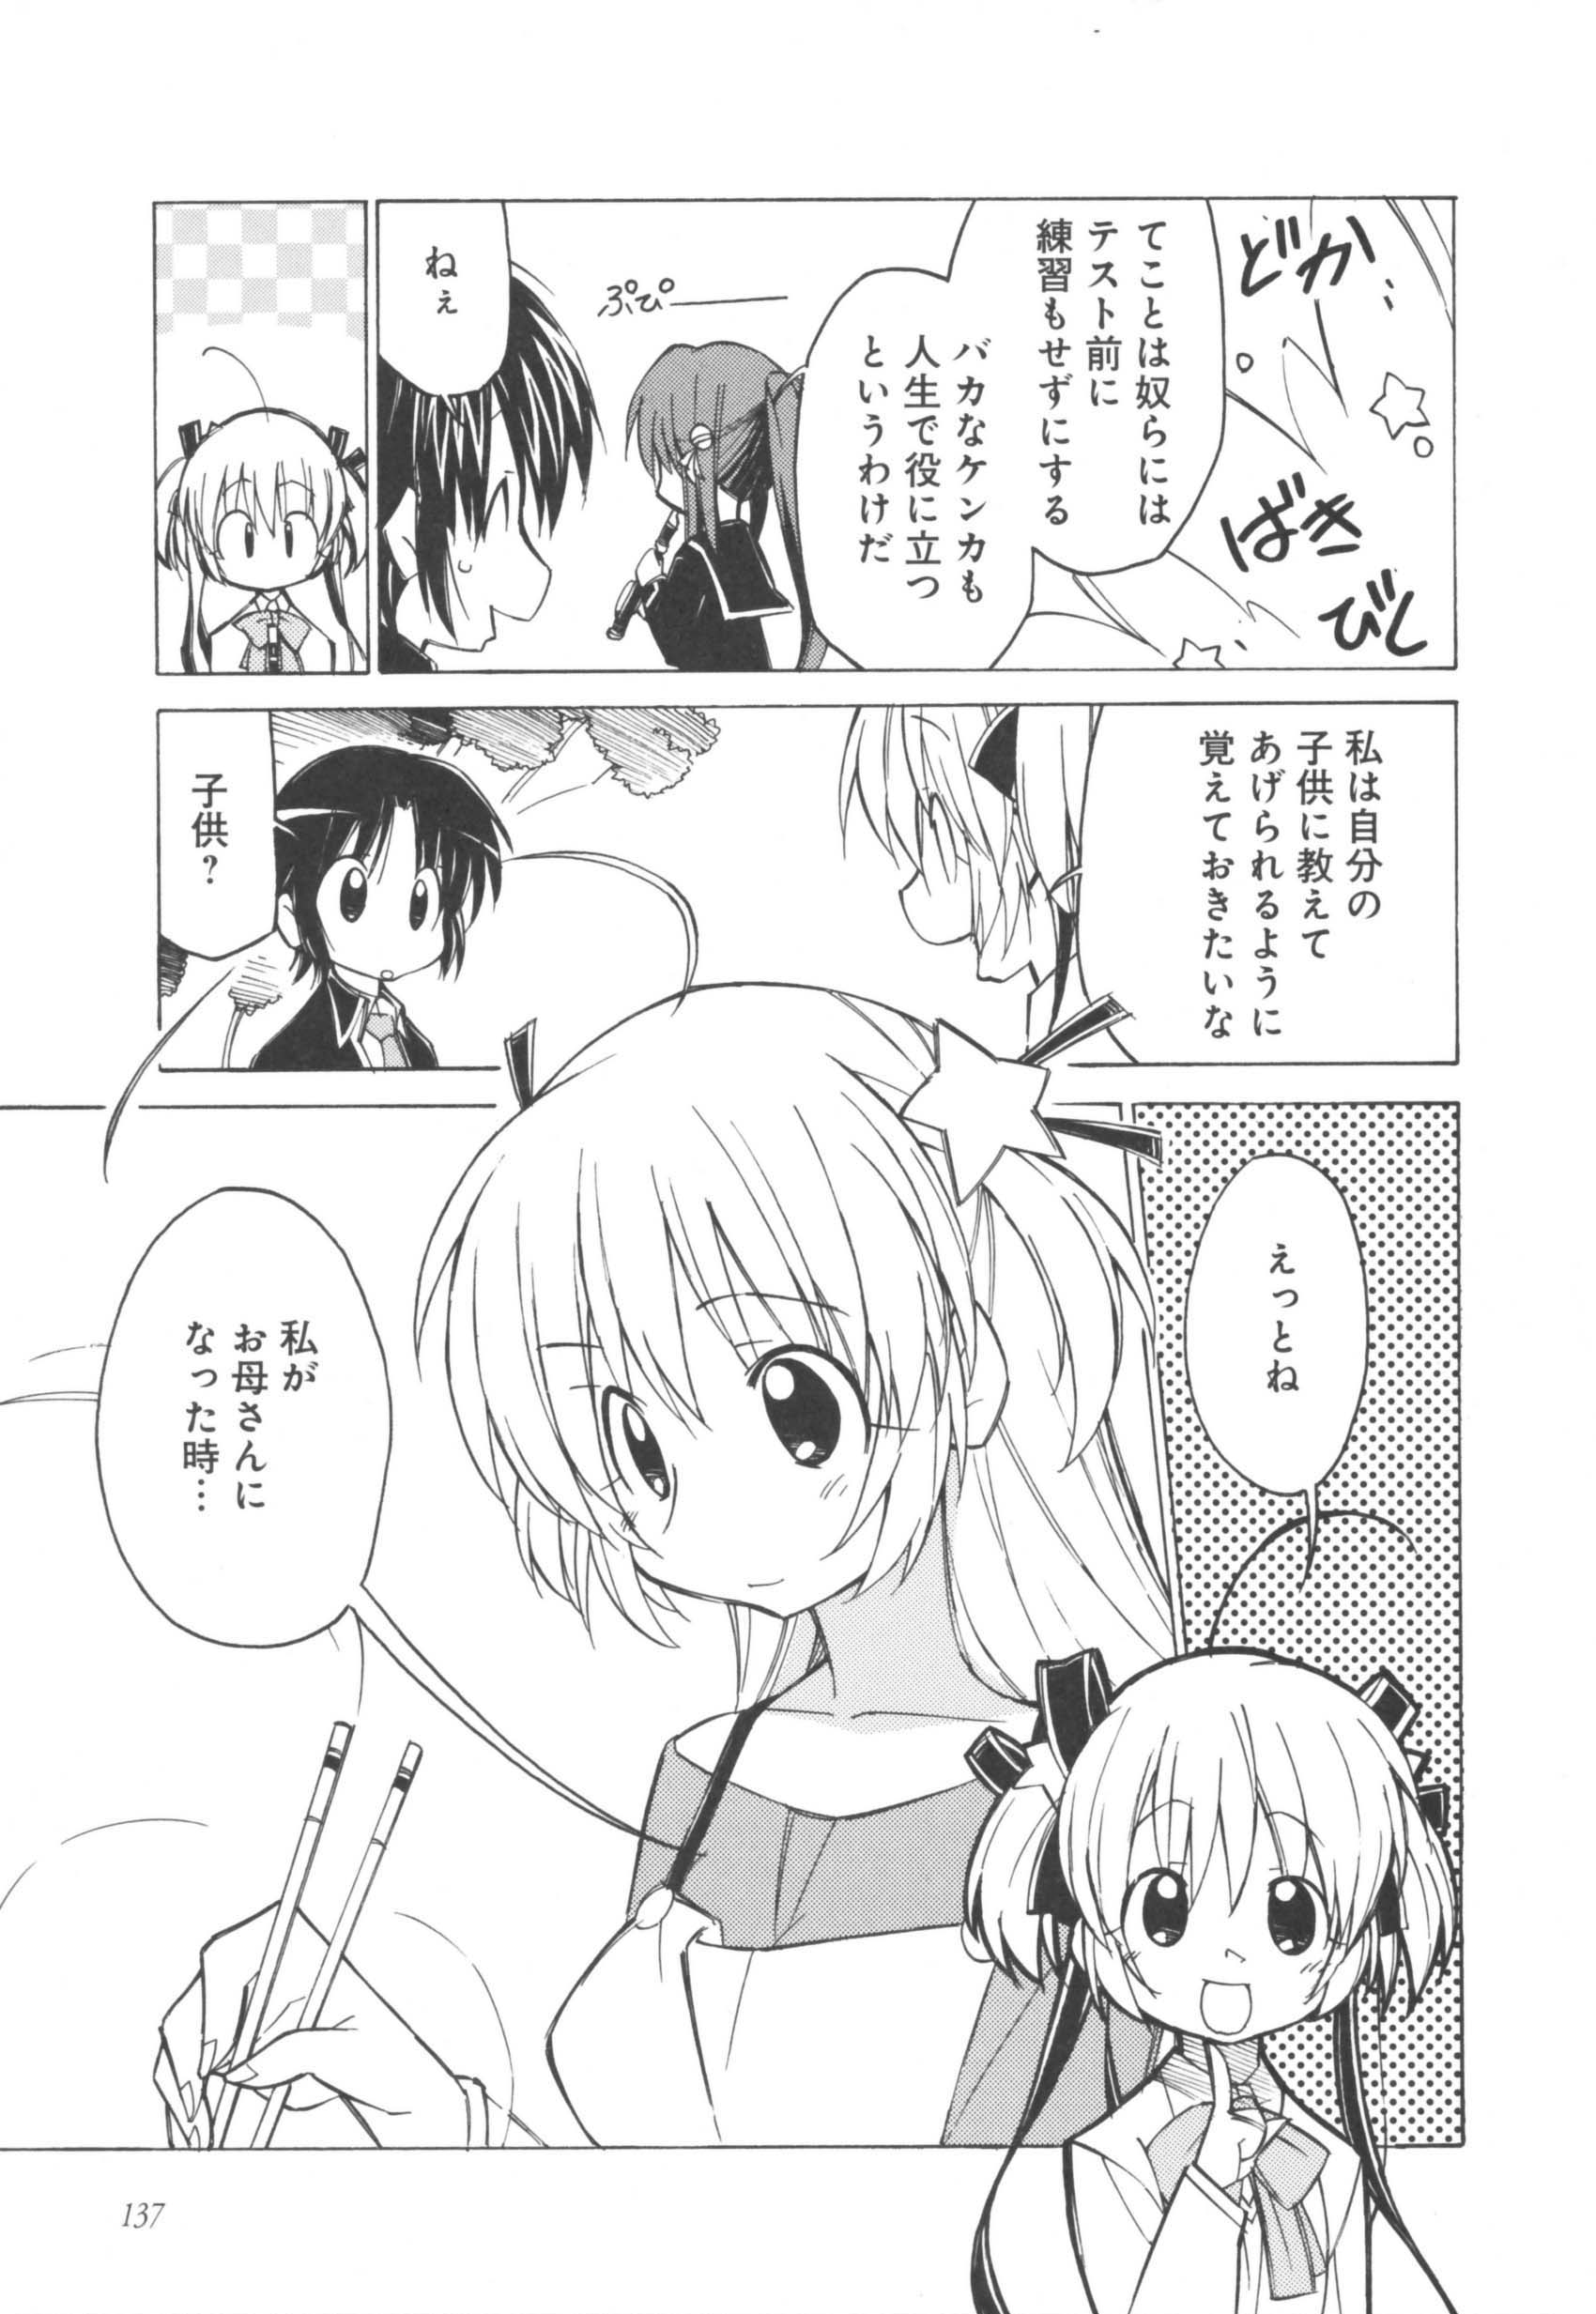 どかっ
ばき
びし
てことは奴らには
テスト前に
練習もせずにする
バカなケンカも
人生で役に立つ
というわけだ
ぷぴー
ねぇ
私は自分の
子供に教えて
あげられるように
覚えておきたいな
子供？
えっとね
私が
お母さんに
なった時…
137